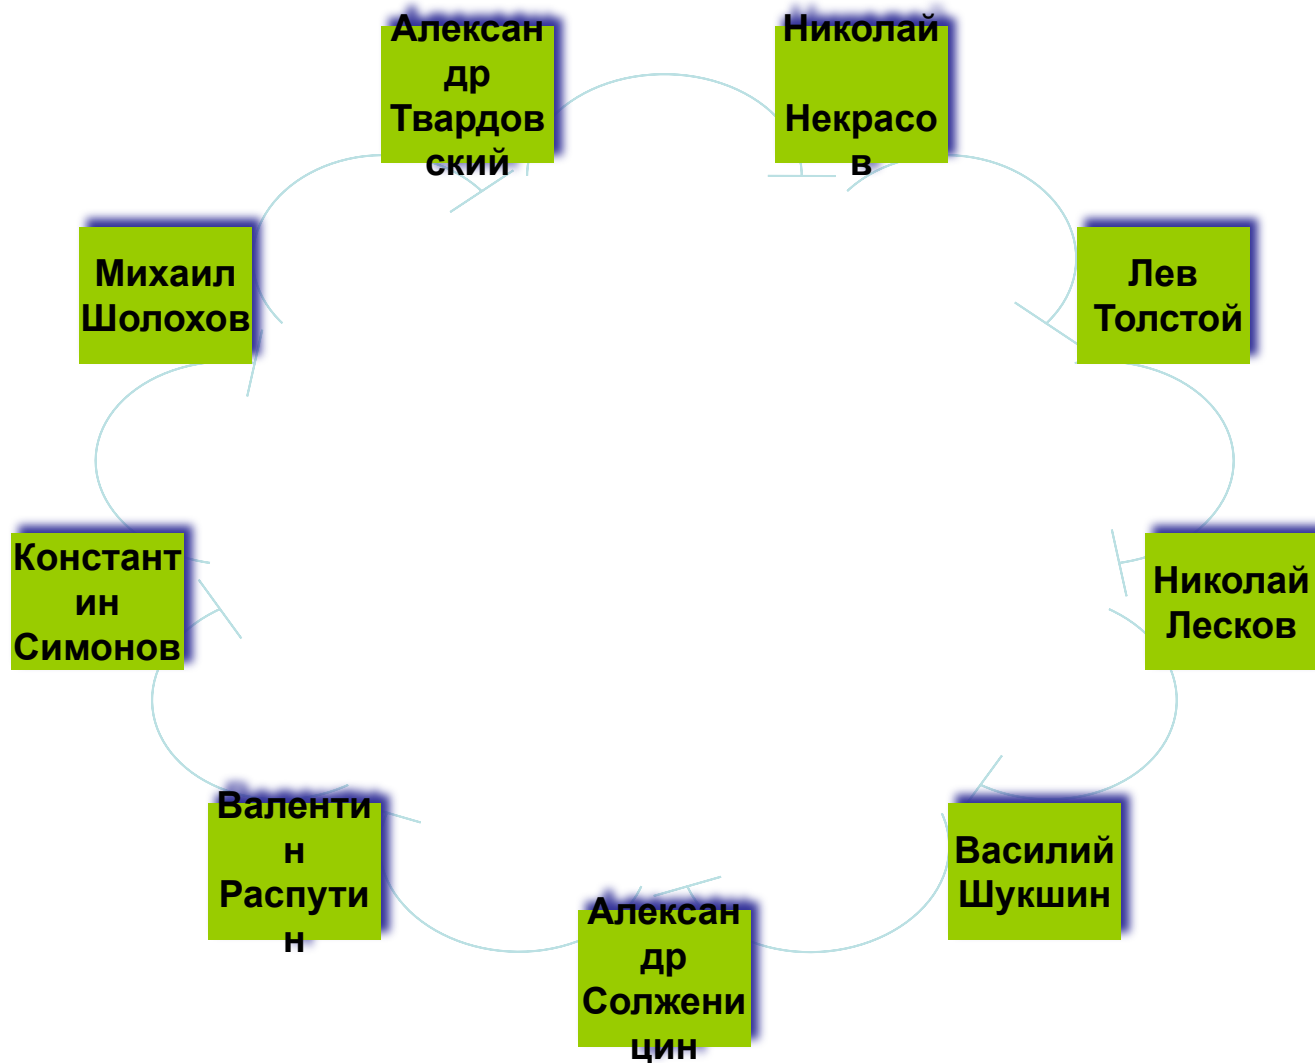 Алексан
др
Твардов
ский
Николай
Некрасо
в
Лев
Толстой
Николай
Лесков
Василий
Шукшин
Алексан
др
Солжени
цин
Валенти
н
Распути
н
Констант
ин
Симонов
Михаил
Шолохов